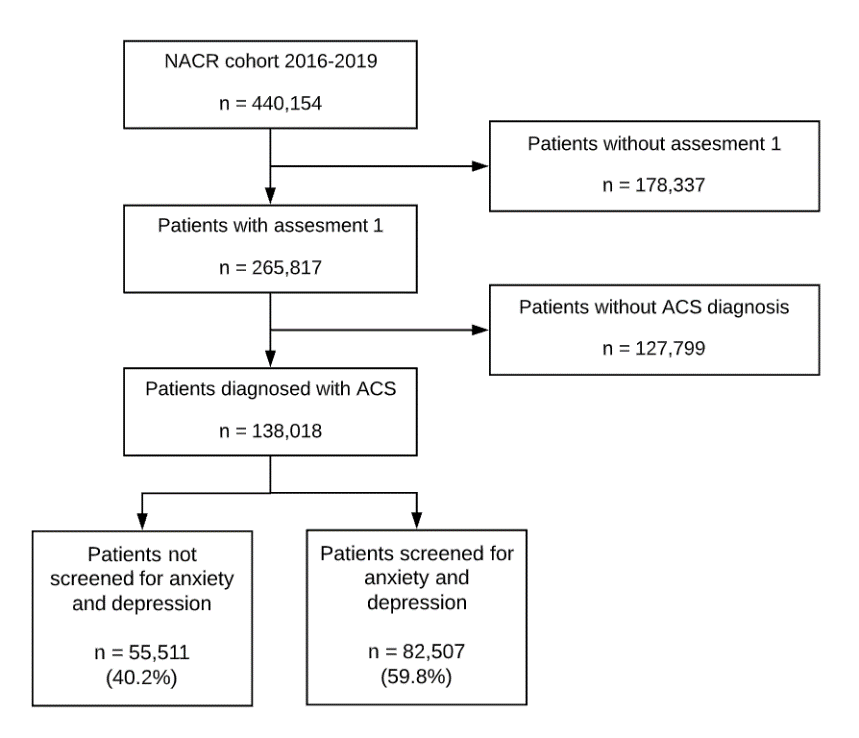 NACR cohort 2016-2019
n = 440,154
Patients without assesment 1
n = 178,337
Patients with assesment 1
n = 265,817
Patients without ACS diagnosis
n = 127,799
Patients diagnosed with ACS
n = 138,018
Patients not
screened for anxiety
and depression
n = 55,511
(40.2%)
Patients screened for
anxiety and
depression
n = 82,507
(59.8%)